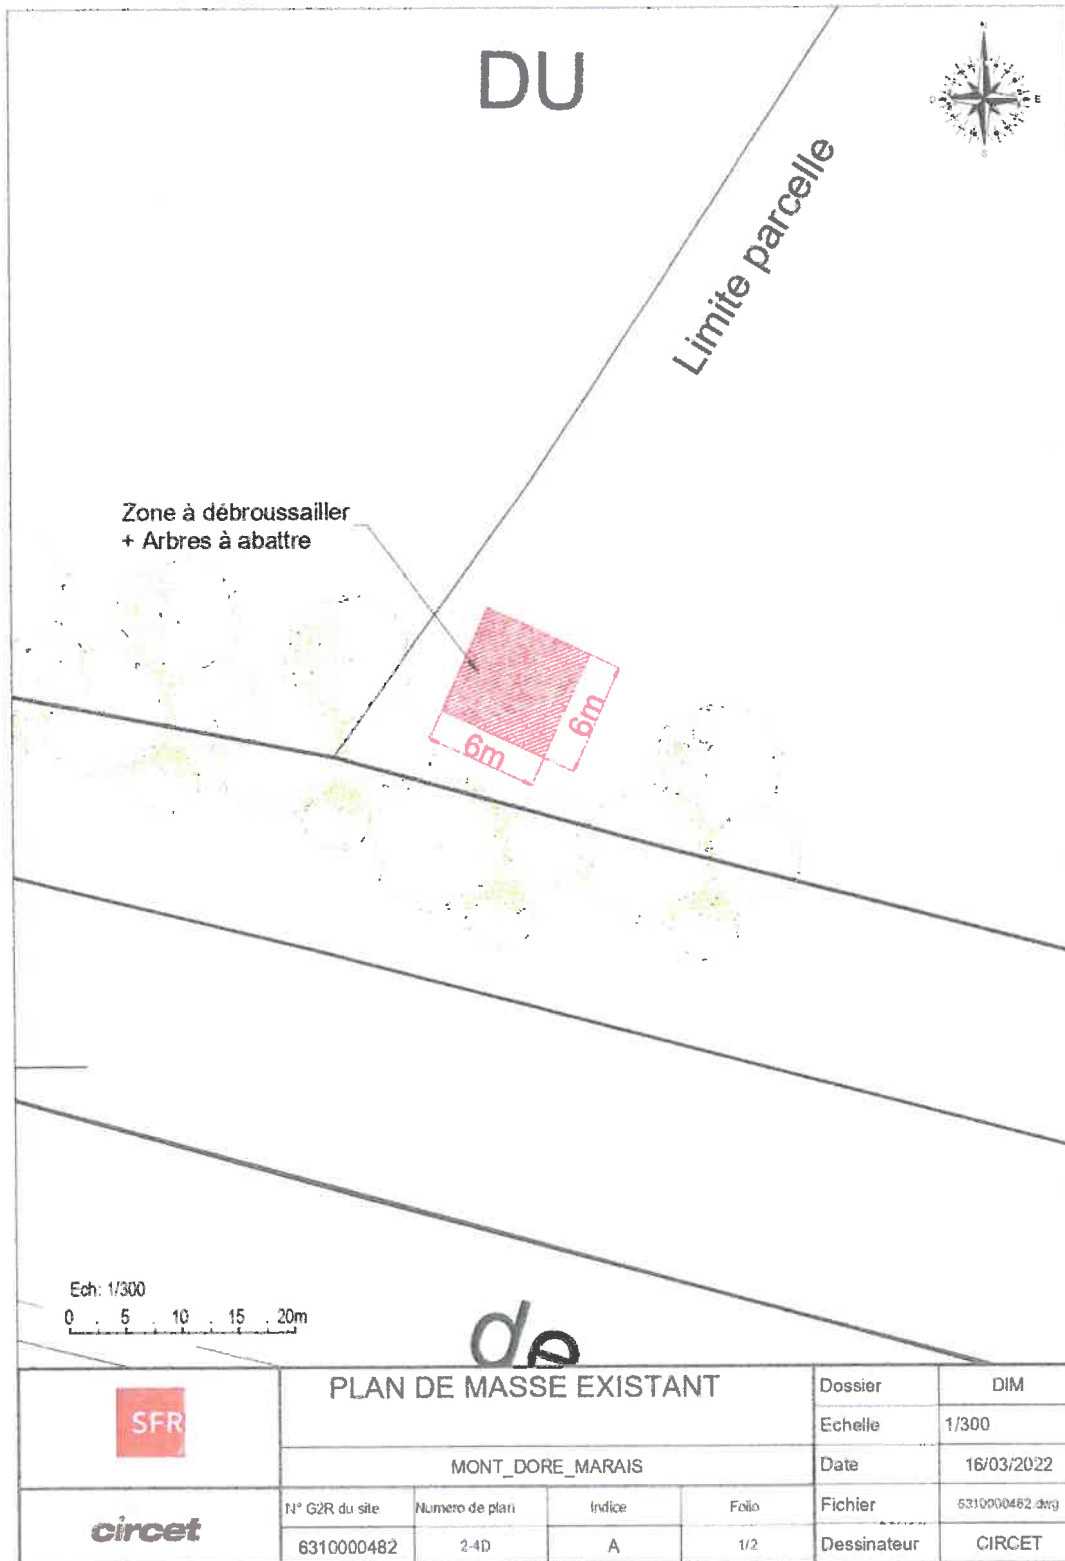 DU
N
O
E
S
Limite parcelle
Zone à débroussailler
+ Arbres à abattre
6m
6m
Ech: 1/300
0 5 10 15 20m
de
SFR
circet
PLAN DE MASSE EXISTANT
MONT_DORE_MARAIS
N° G2R du site
Numero de plan
Indice
Folio
6310000482
2-4D
A
1/2
Dossier
DIM
Echelle
1/300
Date
16/03/2022
Fichier
6310000482.dwg
Dessinateur
CIRCET